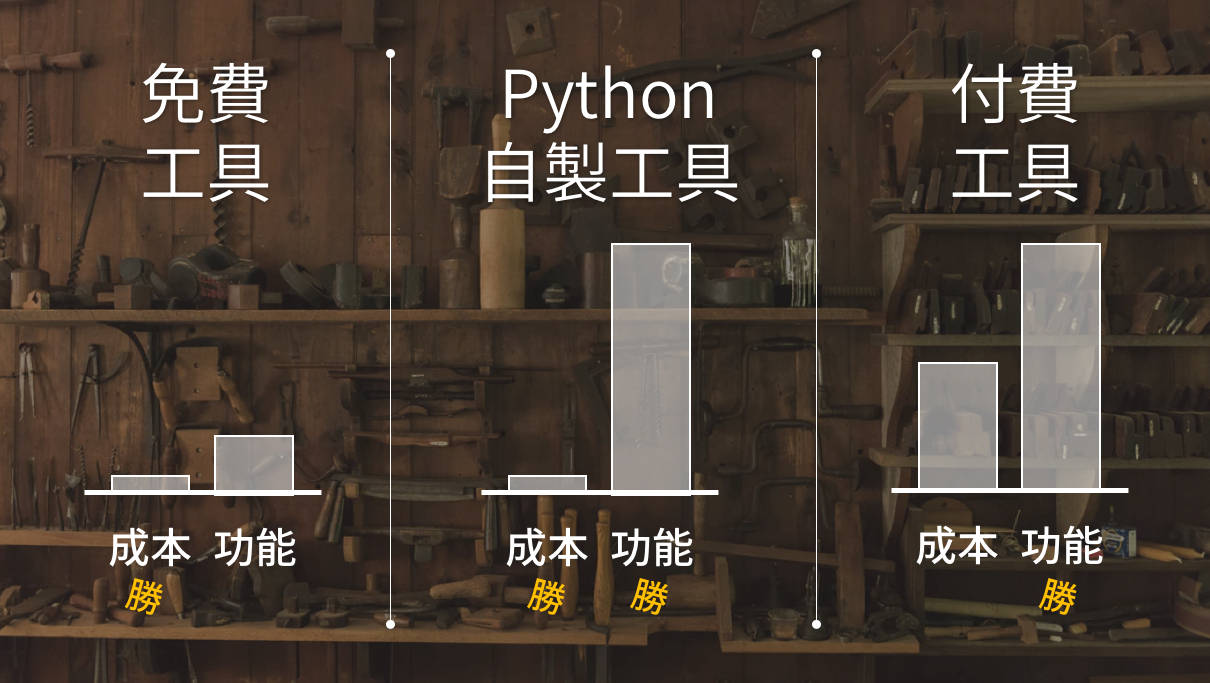 免費
工具
成本 功能
勝
Python
自製工具
成本 功能
勝 勝
付費
工具
成本 功能
勝